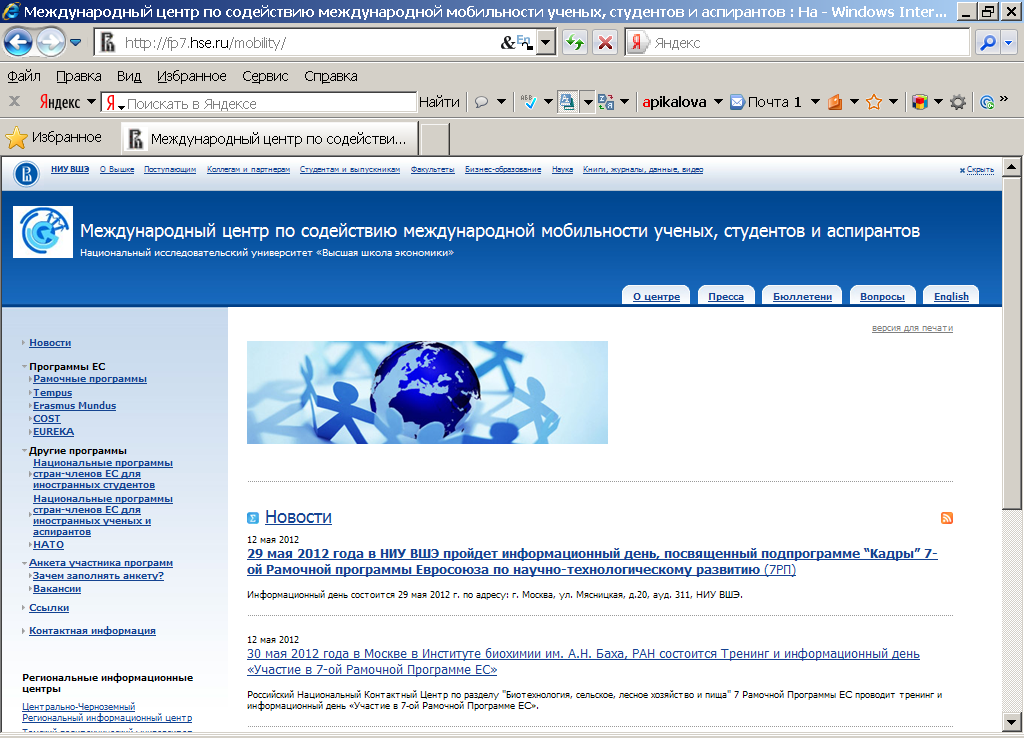 Международный центр по содействию международной мобильности ученых, студентов и аспирантов : На - Windows Inter...
http://fp7.hse.ru/mobility/
Яндекс
Файл Правка Вид Избранное Сервис Справка
Яндекс Я Поискать в Яндексе Найти apikalova Почта 1 »
Избранное Международный центр по содействи...
НИУ ВШЭ О Вышке Поступающим Коллегам и партнерам Студентам и выпускникам Факультеты Бизнес-образование Наука Книги, журналы, данные, видео Скрыть
Международный центр по содействию международной мобильности ученых, студентов и аспирантов
Национальный исследовательский университет «Высшая школа экономики»
О центре Пресса Бюллетени Вопросы English
версия для печати
Новости
Программы ЕС
Рамочные программы
Tempus
Erasmus Mundus
COST
EUREKA
Другие программы
Национальные программы
стран-членов ЕС для
иностранных студентов
Национальные программы
стран-членов ЕС для
иностранных ученых и
аспирантов
НАТО
Анкета участника программ
Зачем заполнять анкету?
Вакансии
Ссылки
Контактная информация
Региональные информационные
центры
Центрально-Черноземный
Региональный информационный центр
Томский политехнический университет
Новости
12 мая 2012
29 мая 2012 года в НИУ ВШЭ пройдет информационный день, посвященный подпрограмме “Кадры” 7-
ой Рамочной программы Евросоюза по научно-технологическому развитию (7РП)
Информационный день состоится 29 мая 2012 г. по адресу: г. Москва, ул. Мясницкая, д.20, ауд. 311, НИУ ВШЭ.
12 мая 2012
30 мая 2012 года в Москве в Институте биохимии им. А.Н. Баха, РАН состоится Тренинг и информационный день
«Участие в 7-ой Рамочной Программе ЕС»
Российский Национальный Контактный Центр по разделу "Биотехнология, сельское, лесное хозяйство и пища" 7 Рамочной Программы ЕС проводит тренинг и
информационный день «Участие в 7-ой Рамочной Программе ЕС».